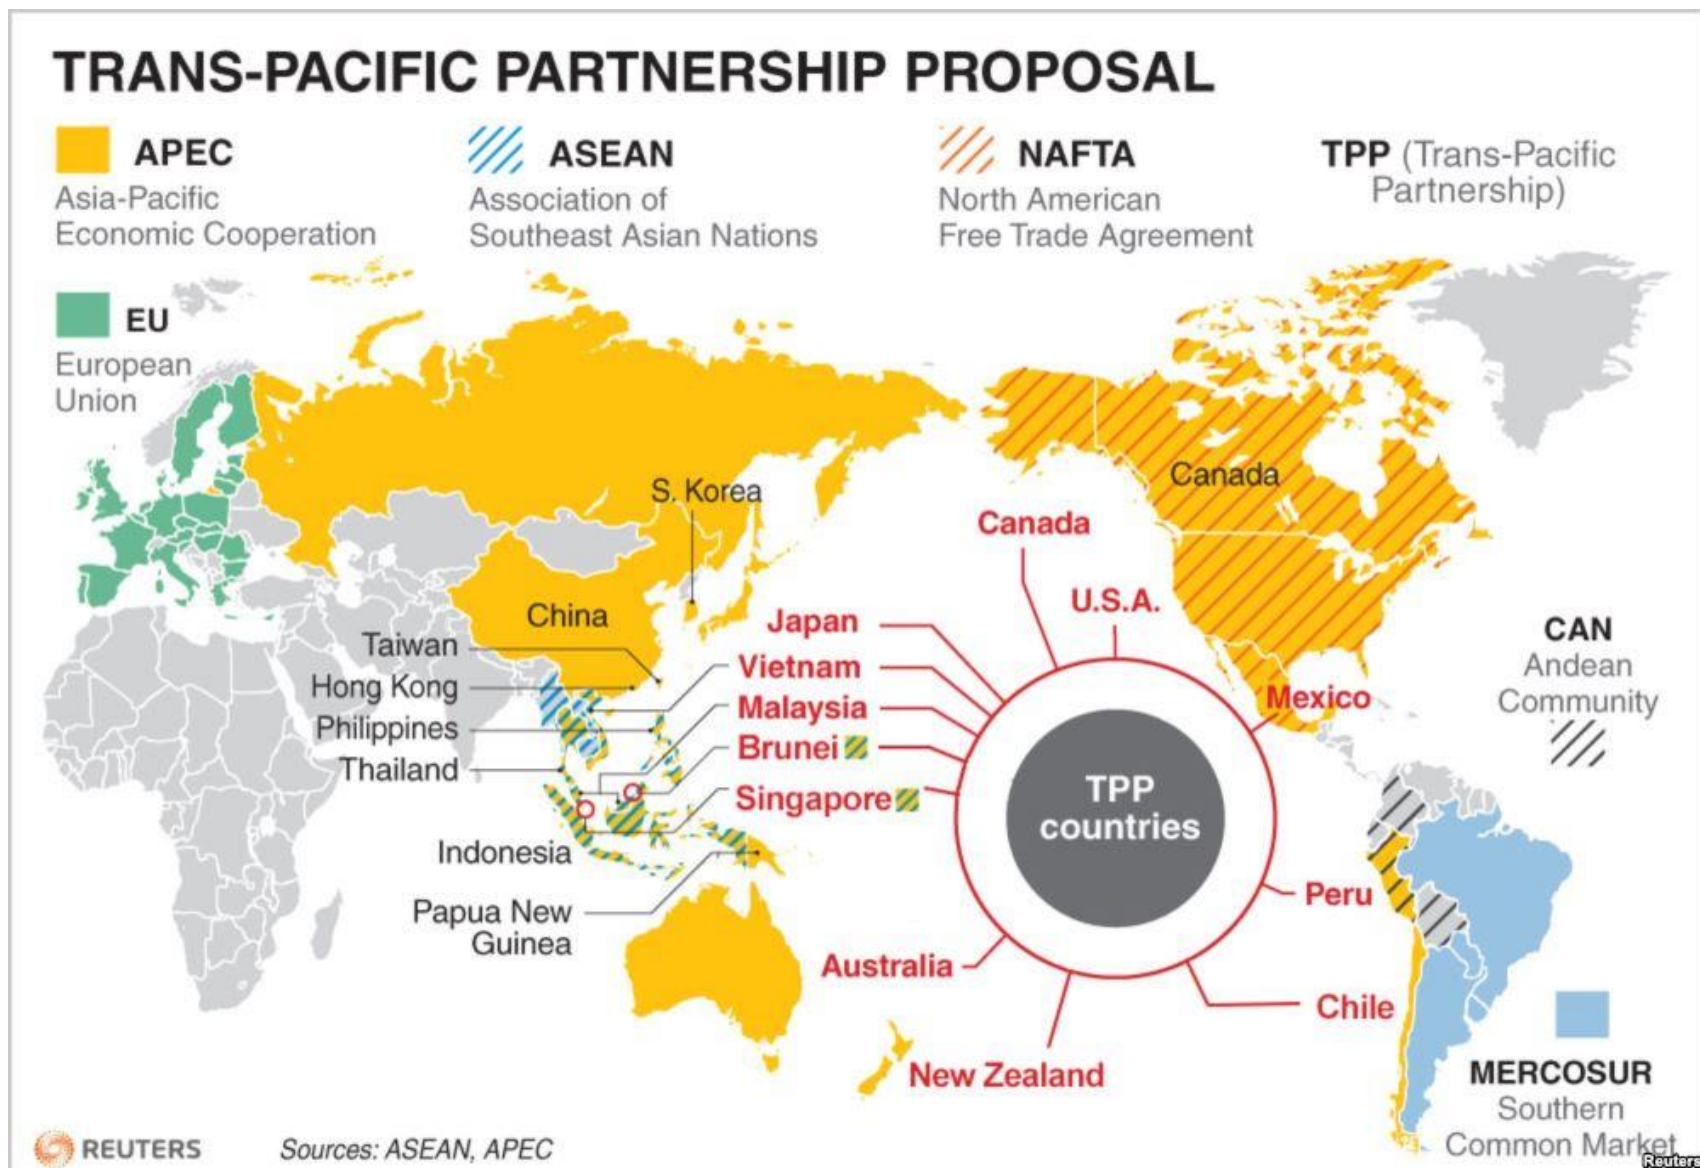 TRANS-PACIFIC PARTNERSHIP PROPOSAL
APEC
Asia-Pacific
Economic Cooperation
ASEAN
Association of
Southeast Asian Nations
NAFTA
North American
Free Trade Agreement
TPP (Trans-Pacific
Partnership)
EU
European
Union
S. Korea
Canada
Canada
U.S.A.
China
Japan
Taiwan
Vietnam
Hong Kong
Malaysia
Philippines
Brunei
Thailand
Singapore
Mexico
CAN
Andean
Community
TPP
countries
Indonesia
Papua New
Guinea
Peru
Australia
Chile
New Zealand
MERCOSUR
Southern
Common Market
REUTERS
Sources: ASEAN, APEC
Reuters